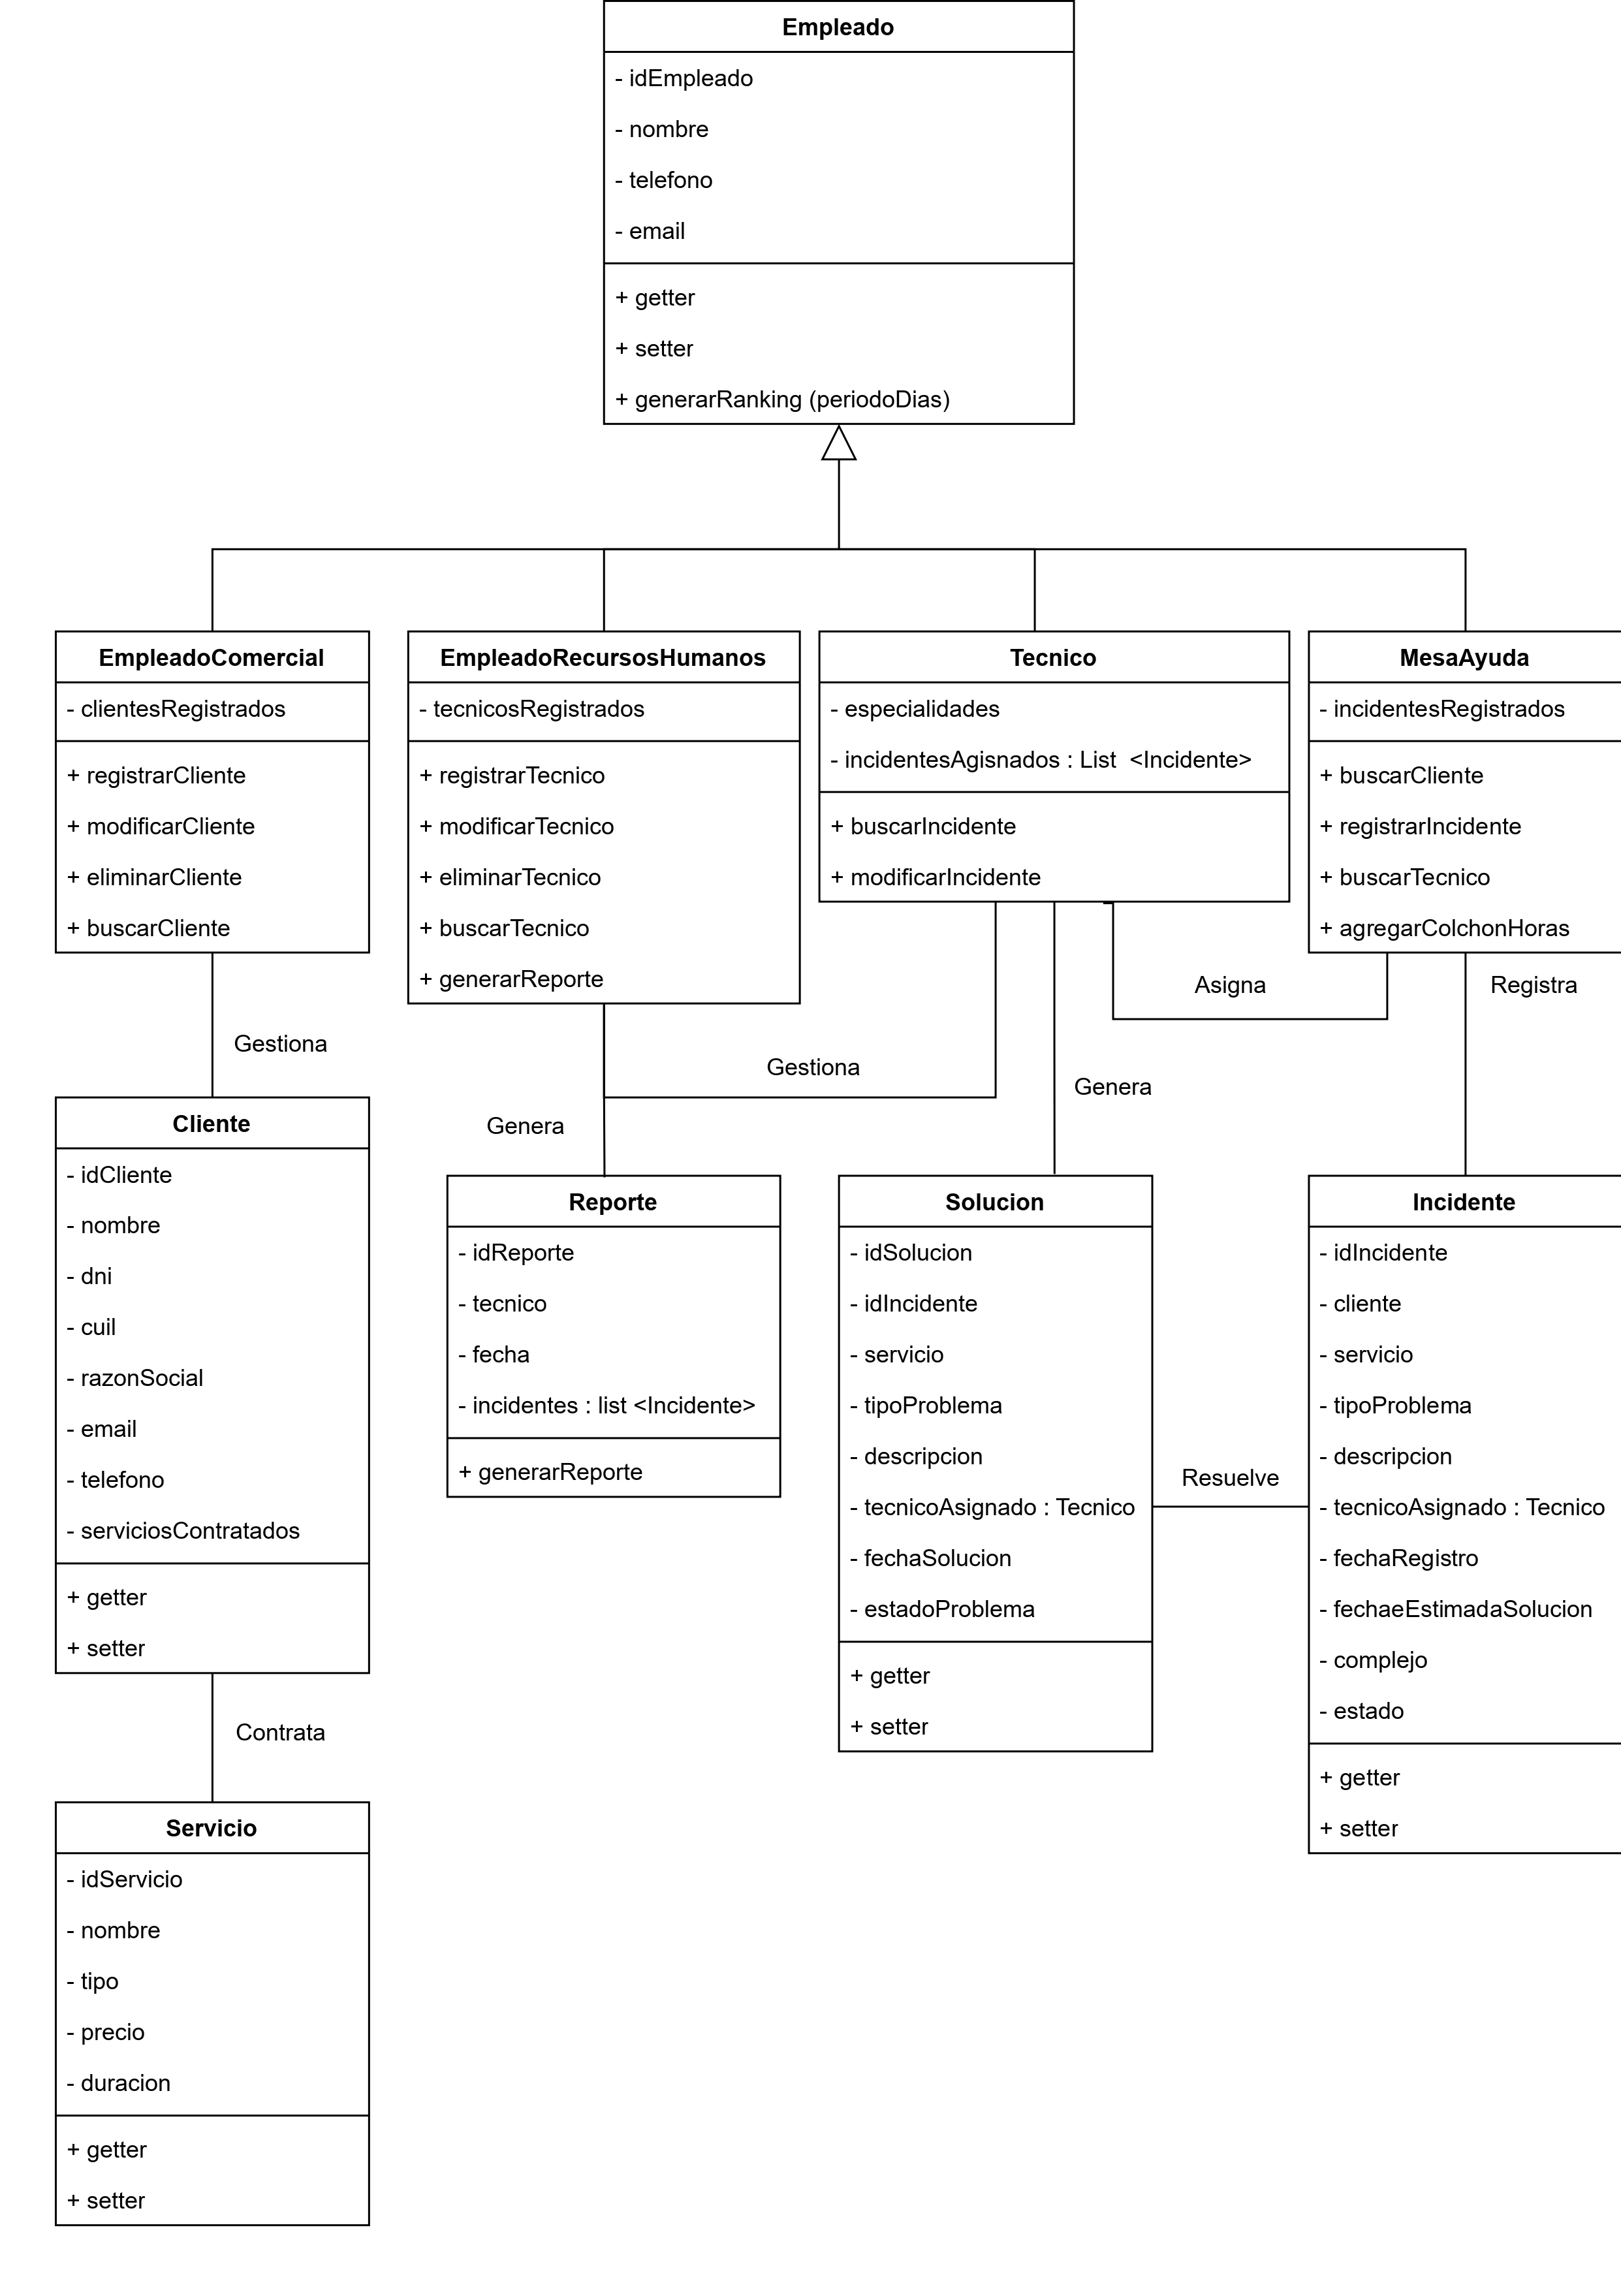 Empleado
- idEmpleado
- nombre
- telefono
- email
+ getter
+ setter
+ generarRanking (periodoDias)
EmpleadoComercial
- clientesRegistrados
+ registrarCliente
+ modificarCliente
+ eliminarCliente
+ buscarCliente
EmpleadoRecursosHumanos
- tecnicosRegistrados
+ registrarTecnico
+ modificarTecnico
+ eliminarTecnico
+ buscarTecnico
+ generarReporte
Tecnico
- especialidades
- incidentesAgisnados : List <Incidente>
+ buscarIncidente
+ modificarIncidente
MesaAyuda
- incidentesRegistrados
+ buscarCliente
+ registrarIncidente
+ buscarTecnico
+ agregarColchonHoras
Asigna
Registra
Gestiona
Gestiona
Genera
Genera
Cliente
- idCliente
- nombre
- dni
- cuil
- razonSocial
- email
- telefono
- serviciosContratados
+ getter
+ setter
Reporte
- idReporte
- tecnico
- fecha
- incidentes : list <Incidente>
+ generarReporte
Solucion
- idSolucion
- idIncidente
- servicio
- tipoProblema
- descripcion
- tecnicoAsignado : Tecnico
- fechaSolucion
- estadoProblema
+ getter
+ setter
Resuelve
Incidente
- idIncidente
- cliente
- servicio
- tipoProblema
- descripcion
- tecnicoAsignado : Tecnico
- fechaRegistro
- fechaeEstimadaSolucion
- complejo
- estado
+ getter
+ setter
Contrata
Servicio
- idServicio
- nombre
- tipo
- precio
- duracion
+ getter
+ setter